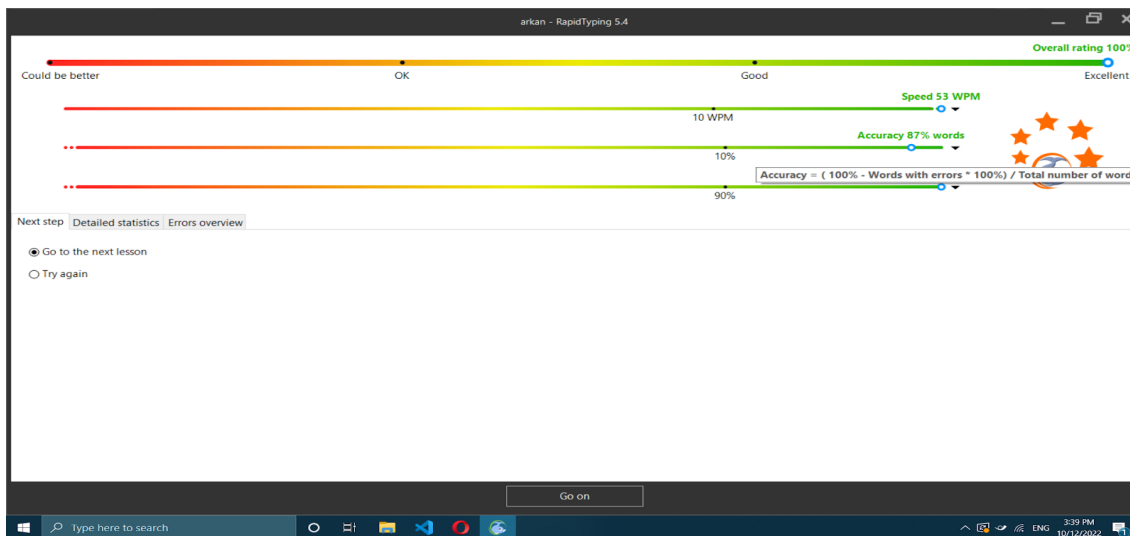 arkan - RapidTyping 5.4
Overall rating 100%
Could be better OK Good Excellent
Speed 53 WPM
10 WPM
Accuracy 87% words
10%
Accuracy = ( 100% - Words with errors * 100%) / Total number of word
90%
Next step Detailed statistics Errors overview
Go to the next lesson
Try again
Go on
Type here to search
ENG
3:39 PM
10/12/2022
1